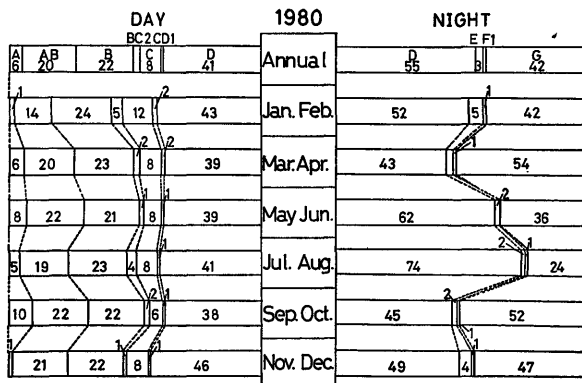 DAY 1980 NIGHT
BC 2 CD1 E F1
A AB B C D D G
6 20 22 8 41 Annual 55 3 42
1 2
14 24 5 12 43 Jan. Feb. 52 5 42
2 2 1
6 20 23 8 39 Mar.Apr. 43 54
1 1 2
8 22 21 8 39 May Jun. 62 36
1 2 1
5 19 23 4 8 41 Jul. Aug. 74 24
2 1 2
10 22 22 6 38 Sep.Oct. 45 52
1 1 1 1 1
21 22 8 46 Nov. Dec. 49 4 47